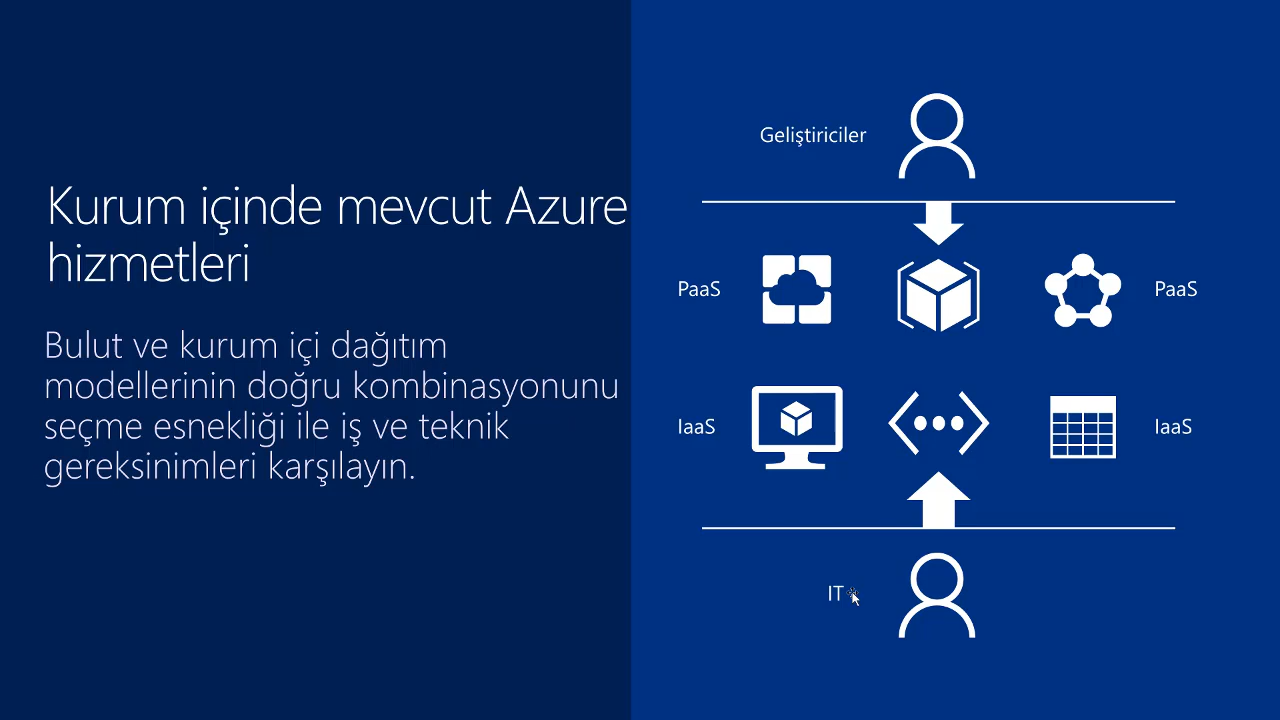 Kurum içinde mevcut Azure
hizmetleri
Bulut ve kurum içi dağıtım
modellerinin doğru kombinasyonunu
seçme esnekliği ile iş ve teknik
gereksinimleri karşılayın.
Geliştiriciler
PaaS
PaaS
IaaS
IaaS
IT